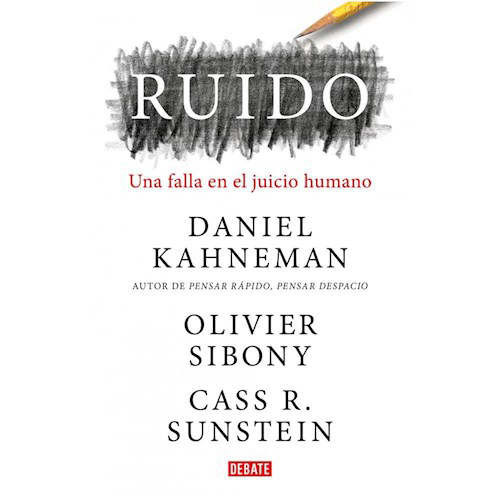 RUIDO
Una falla en el juicio humano
DANIEL
KAHNEMAN
AUTOR DE PENSAR RÁPIDO, PENSAR DESPACIO
OLIVIER
SIBONY
CASS R.
SUNSTEIN
DEBATE